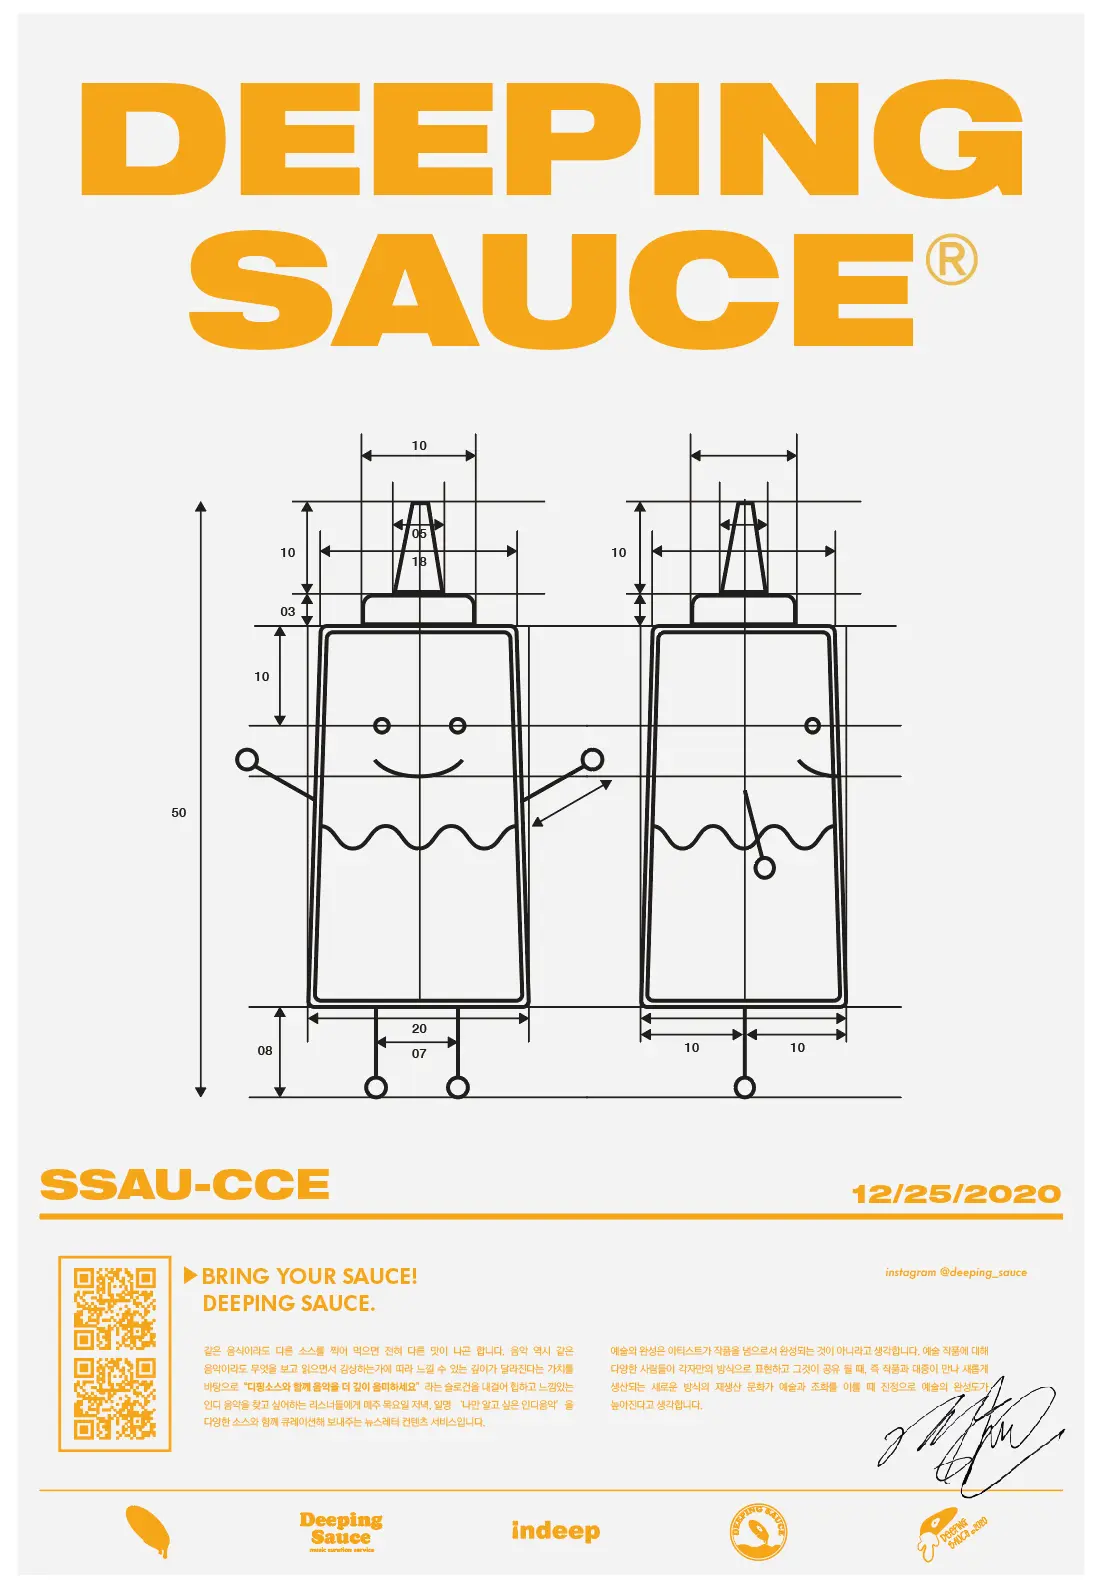 DEEPING
SAUCE®
10
05
18
10
03
10
50
20
07
08
10
10
10
SSAU-CCE
12/25/2020
BRING YOUR SAUCE!
DEEPING SAUCE.
instagram @deeping_sauce
같은 음식이라도 다른 소스를 찍어 먹으면 전혀 다른 맛이 나곤 합니다. 음악 역시 같은
음악이라도 무엇을 보고 읽으면서 감상하는가에 따라 느낄 수 있는 깊이가 달라진다는 가치를
바탕으로 “디핑소스와 함께 음악을 더 깊이 음미하세요” 라는 슬로건을 내걸어 힙하고 느낌있는
인디 음악을 찾고 싶어하는 리스너들에게 매주 목요일 저녁, 일명 ‘나만 알고 싶은 인디음악’ 을
다양한 소스와 함께 큐레이션해 보내주는 뉴스레터 컨텐츠 서비스입니다.
예술의 완성은 아티스트가 작품을 냄으로서 완성되는 것이 아니라고 생각합니다. 예술 작품에 대해
다양한 사람들이 각자만의 방식으로 표현하고 그것이 공유 될 때, 즉 작품과 대중이 만나 새롭게
생산되는 새로운 방식의 재생산 문화가 예술과 조화를 이룰 때 진정으로 예술의 완성도가
높아진다고 생각합니다.
Deeping
Sauce
music curation service
indeep
DEEPING SAUCE
DEEPING
SAUCE 2020